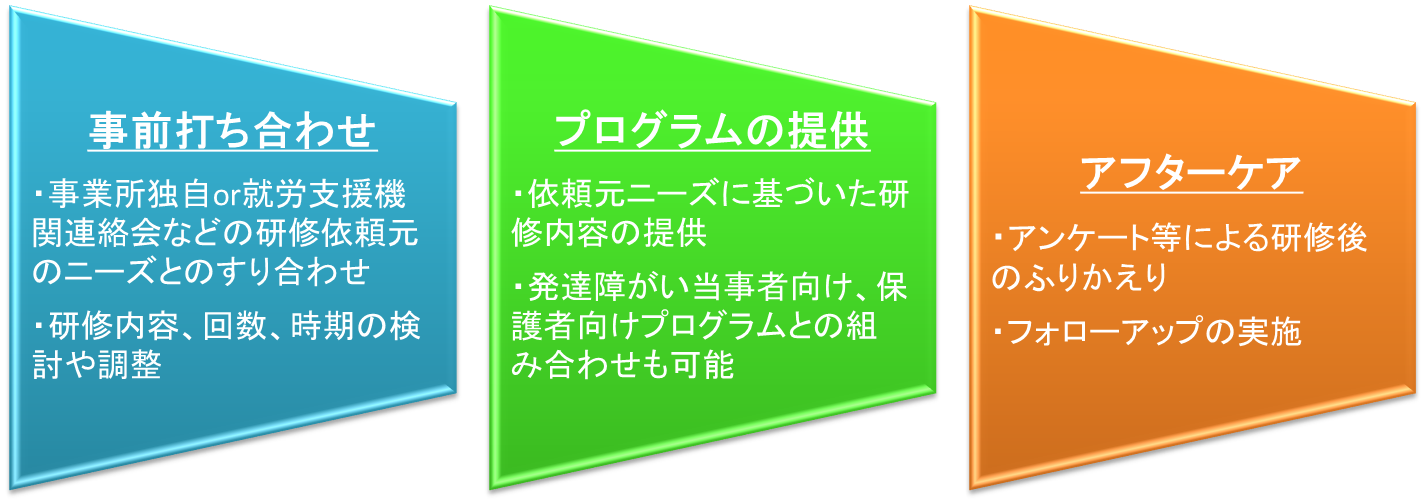 事前打ち合わせ
・事業所独自or就労支援機
関連絡会などの研修依頼元
のニーズとのすり合わせ
・研修内容、回数、時期の検
討や調整
プログラムの提供
・依頼元ニーズに基づいた研
修内容の提供
・発達障がい当事者向け、保
護者向けプログラムとの組
み合わせも可能
アフターケア
・アンケート等による研修後
のふりかえり
・フォローアップの実施